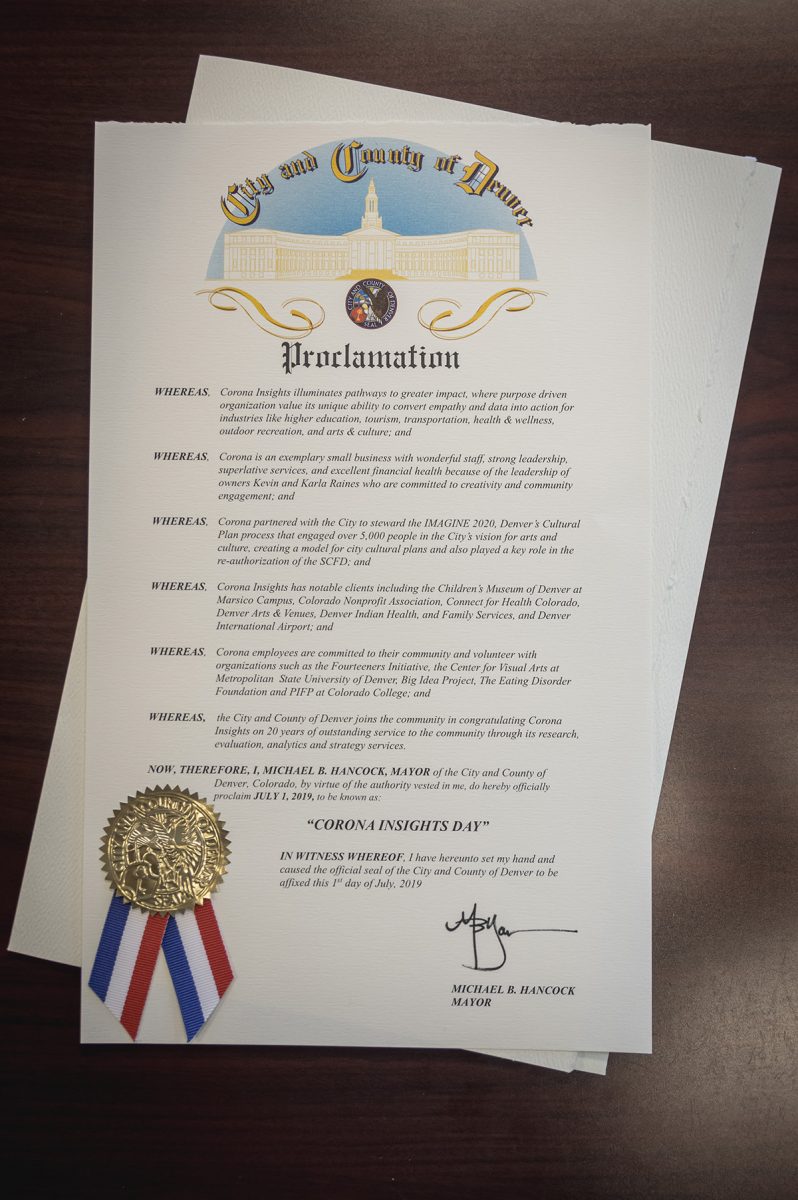 City and County of Denver
CITY AND COUNTY OF DENVER
SEAL
Proclamation
WHEREAS, Corona Insights illuminates pathways to greater impact, where purpose driven
organization value its unique ability to convert empathy and data into action for
industries like higher education, tourism, transportation, health & wellness,
outdoor recreation, and arts & culture; and
WHEREAS, Corona is an exemplary small business with wonderful staff, strong leadership,
superlative services, and excellent financial health because of the leadership of
owners Kevin and Karla Raines who are committed to creativity and community
engagement; and
WHEREAS, Corona partnered with the City to steward the IMAGINE 2020, Denver's Cultural
Plan process that engaged over 5,000 people in the City's vision for arts and
culture, creating a model for city cultural plans and also played a key role in the
re-authorization of the SCFD; and
WHEREAS, Corona Insights has notable clients including the Children's Museum of Denver at
Marsico Campus, Colorado Nonprofit Association, Connect for Health Colorado,
Denver Arts & Venues, Denver Indian Health, and Family Services, and Denver
International Airport; and
WHEREAS, Corona employees are committed to their community and volunteer with
organizations such as the Fourteeners Initiative, the Center for Visual Arts at
Metropolitan State University of Denver, Big Idea Project, The Eating Disorder
Foundation and PIFP at Colorado College; and
WHEREAS, the City and County of Denver joins the community in congratulating Corona
Insights on 20 years of outstanding service to the community through its research,
evaluation, analytics and strategy services.
NOW, THEREFORE, I, MICHAEL B. HANCOCK, MAYOR of the City and County of
Denver, Colorado, by virtue of the authority vested in me, do hereby officially
proclaim JULY 1, 2019, to be known as:
"CORONA INSIGHTS DAY"
IN WITNESS WHEREOF, I have hereunto set my hand and
caused the official seal of the City and County of Denver to be
affixed this 1st day of July, 2019
CITY AND COUNTY OF DENVER
SEAL
MICHAEL B. HANCOCK
MAYOR